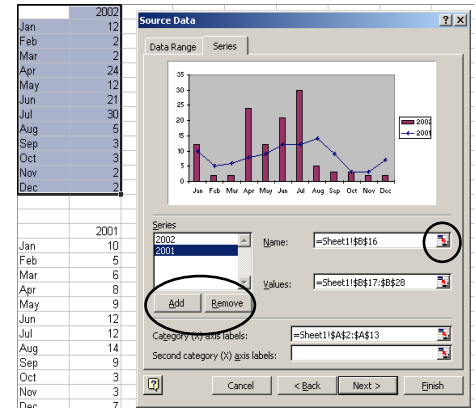 2002
Jan 12
Feb 2
Mar 2
Apr 24
May 12
Jun 21
Jul 30
Aug 5
Sep 3
Oct 3
Nov 2
Dec 2
2001
Jan 10
Feb 5
Mar 6
Apr 8
May 9
Jun 12
Jul 12
Aug 14
Sep 9
Oct 3
Nov 3
Dec 7
Source Data
Data Range Series
35
30
25
20
15
10
5
0
Jan Feb Mar Apr May Jun Jul Aug Sep Oct Nov Dec
2002
2001
Series
2002
2001
Name: =Sheet1!$B$16
Values: =Sheet1!$B$17:$B$28
Add Remove
Category (X) axis labels: =Sheet1!$A$2:$A$13
Second category (X) axis labels:
Cancel < Back Next > Finish